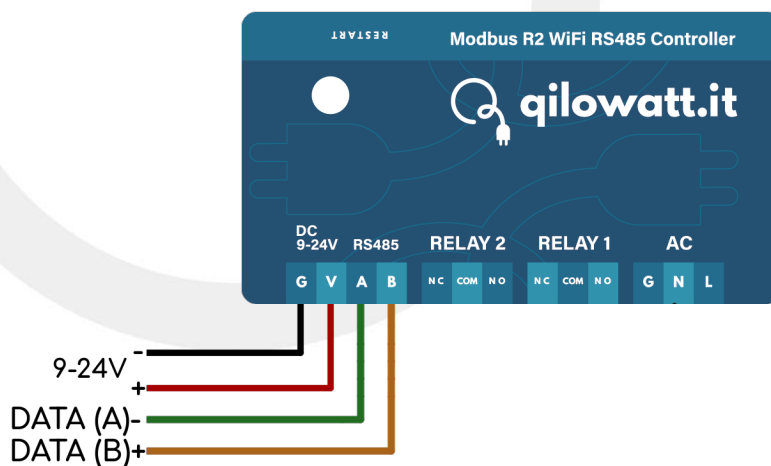 RESTART
Modbus R2 WiFi RS485 Controller
qilowatt.it
DC
9-24V RS485 RELAY 2 RELAY 1 AC
G V A B NC COM NO NC COM NO G N L
9-24V - +
DATA (A)-
DATA (B)+